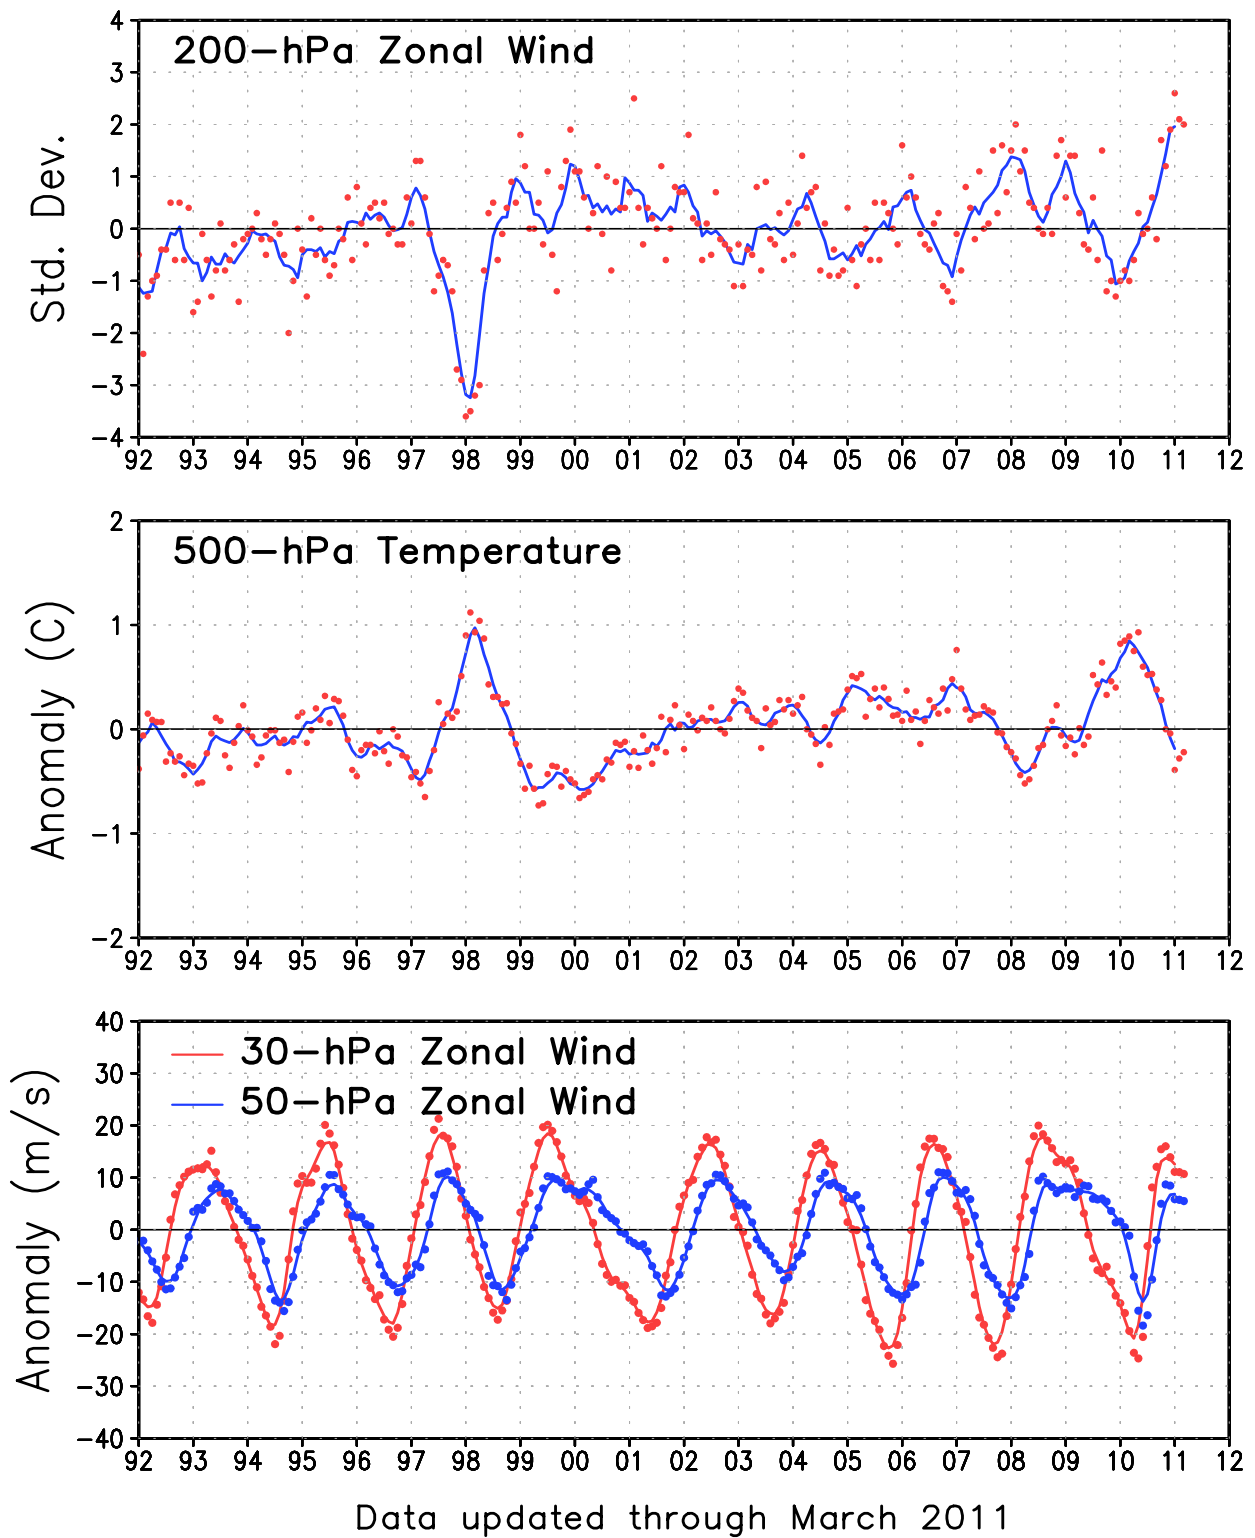 200-hPa Zonal Wind
Std. Dev.
4
3
2
1
0
-1
-2
-3
-4
92 93 94 95 96 97 98 99 00 01 02 03 04 05 06 07 08 09 10 11 12
500-hPa Temperature
Anomaly (C)
2
1
0
-1
-2
92 93 94 95 96 97 98 99 00 01 02 03 04 05 06 07 08 09 10 11 12
30-hPa Zonal Wind
50-hPa Zonal Wind
Anomaly (m/s)
40
30
20
10
0
-10
-20
-30
-40
92 93 94 95 96 97 98 99 00 01 02 03 04 05 06 07 08 09 10 11 12
Data updated through March 2011